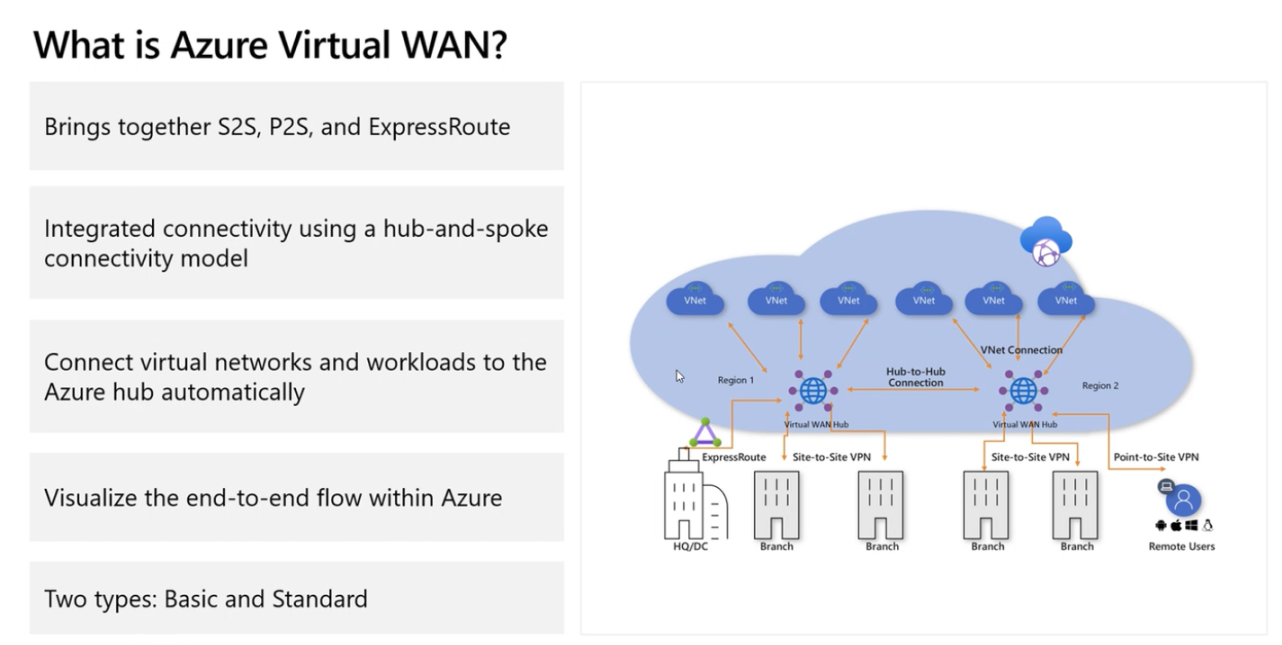 What is Azure Virtual WAN?
Brings together S2S, P2S, and ExpressRoute
Integrated connectivity using a hub-and-spoke
connectivity model
Connect virtual networks and workloads to the
Azure hub automatically
Visualize the end-to-end flow within Azure
Two types: Basic and Standard
VNet
VNet
VNet
VNet
VNet
VNet
VNet Connection
Region 1
Hub-to-Hub
Connection
Region 2
Virtual WAN Hub
Virtual WAN Hub
ExpressRoute
Site-to-Site VPN
Site-to-Site VPN
Point-to-Site VPN
HQ/DC
Branch
Branch
Branch
Branch
Remote Users